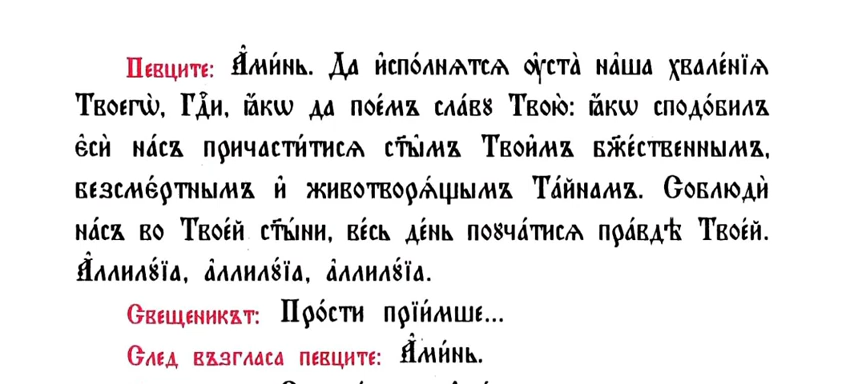 Певците: А҆ми́нь. Да и҆спо́лнѧтсѧ ᲂу҆ста̀ на́ша хвале́нїѧ
Твоегѡ̀, Гдⷭ҇и, ꙗ҆́кѡ да пое́мъ сла́вꙋ Твою̀: ꙗ҆́кѡ сподо́билъ
є҆сѝ на́съ причасти́тисѧ ст҃ы́мъ Твои̑мъ бж҃е́ственнымъ,
безсме́ртнымъ и҆ животворѧ́щымъ Та́йнамъ. Соблюдѝ
на́съ во Твое́й ст҃ы́ни, ве́сь де́нь поꙋча́тисѧ пра́вдѣ Твое́й.
А҆ллилꙋ́їа, а҆ллилꙋ́їа, а҆ллилꙋ́їа.
Свещеникът: Про́сти прїи́мше...
След възгласа певците: А҆ми́нь.